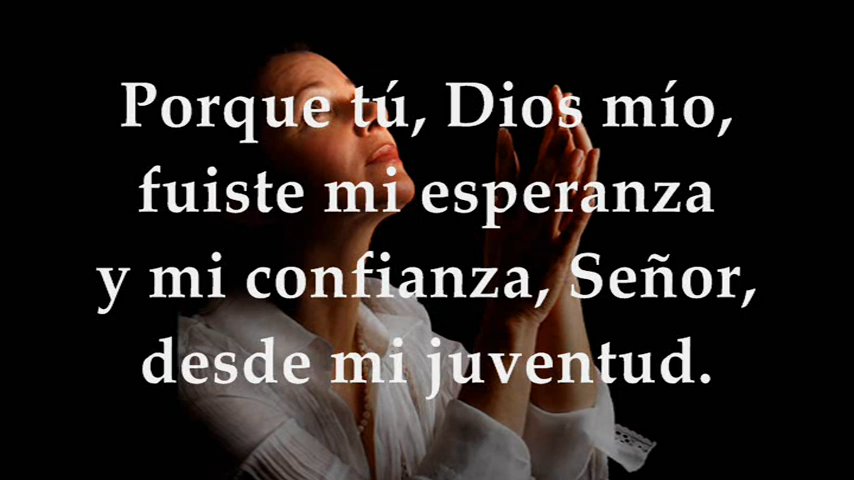 Porque tú, Dios mío,
fuiste mi esperanza
y mi confianza, Señor,
desde mi juventud.